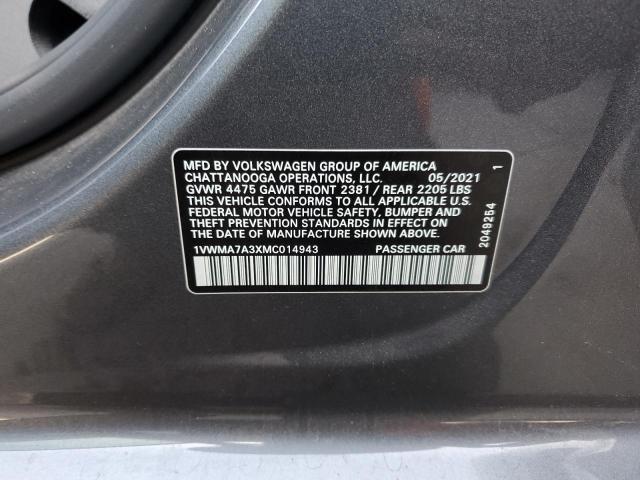 MFD BY VOLKSWAGEN GROUP OF AMERICA
CHATTANOOGA OPERATIONS, LLC. 05/2021
GVWR 4475 GAWR FRONT 2381 / REAR 2205 LBS
THIS VEHICLE CONFORMS TO ALL APPLICABLE U.S.
FEDERAL MOTOR VEHICLE SAFETY, BUMPER AND
THEFT PREVENTION STANDARDS IN EFFECT ON
THE DATE OF MANUFACTURE SHOWN ABOVE.
1VWMA7A3XMC014943 PASSENGER CAR
2049254 1